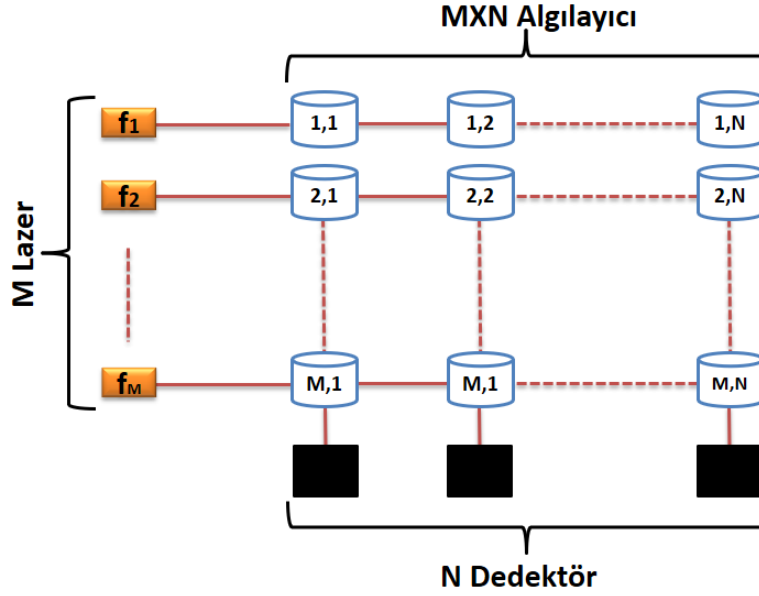 MXN Algılayıcı
M Lazer
f1 1,1 1,2 1,N
f2 2,1 2,2 2,N
fM M,1 M,1 M,N
N Dedektör